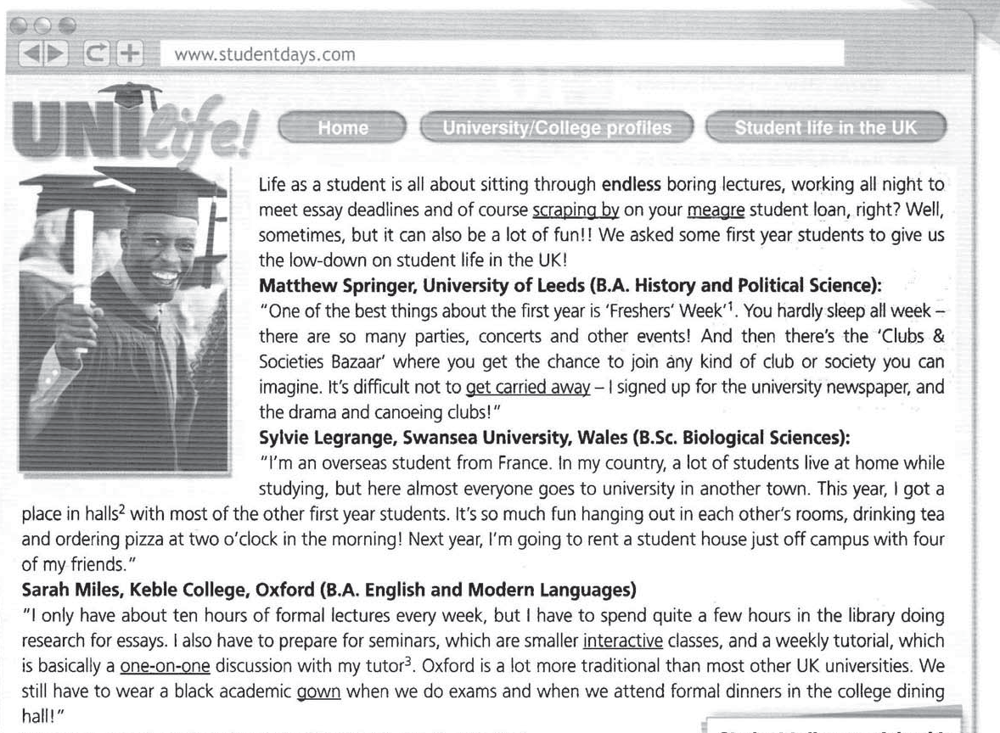 www.studentdays.com
UNI life!
Home
University/College profiles
Student life in the UK
Life as a student is all about sitting through endless boring lectures, working all night to
meet essay deadlines and of course scraping by on your meagre student loan, right? Well,
sometimes, but it can also be a lot of fun!! We asked some first year students to give us
the low-down on student life in the UK!
Matthew Springer, University of Leeds (B.A. History and Political Science):
"One of the best things about the first year is 'Freshers' Week'¹. You hardly sleep all week –
there are so many parties, concerts and other events! And then there's the 'Clubs &
Societies Bazaar' where you get the chance to join any kind of club or society you can
imagine. It's difficult not to get carried away – I signed up for the university newspaper, and
the drama and canoeing clubs!"
Sylvie Legrange, Swansea University, Wales (B.Sc. Biological Sciences):
"I'm an overseas student from France. In my country, a lot of students live at home while
studying, but here almost everyone goes to university in another town. This year, I got a
place in halls² with most of the other first year students. It's so much fun hanging out in each other's rooms, drinking tea
and ordering pizza at two o'clock in the morning! Next year, I'm going to rent a student house just off campus with four
of my friends."
Sarah Miles, Keble College, Oxford (B.A. English and Modern Languages)
"I only have about ten hours of formal lectures every week, but I have to spend quite a few hours in the library doing
research for essays. I also have to prepare for seminars, which are smaller interactive classes, and a weekly tutorial, which
is basically a one-on-one discussion with my tutor³. Oxford is a lot more traditional than most other UK universities. We
still have to wear a black academic gown when we do exams and when we attend formal dinners in the college dining
hall!"